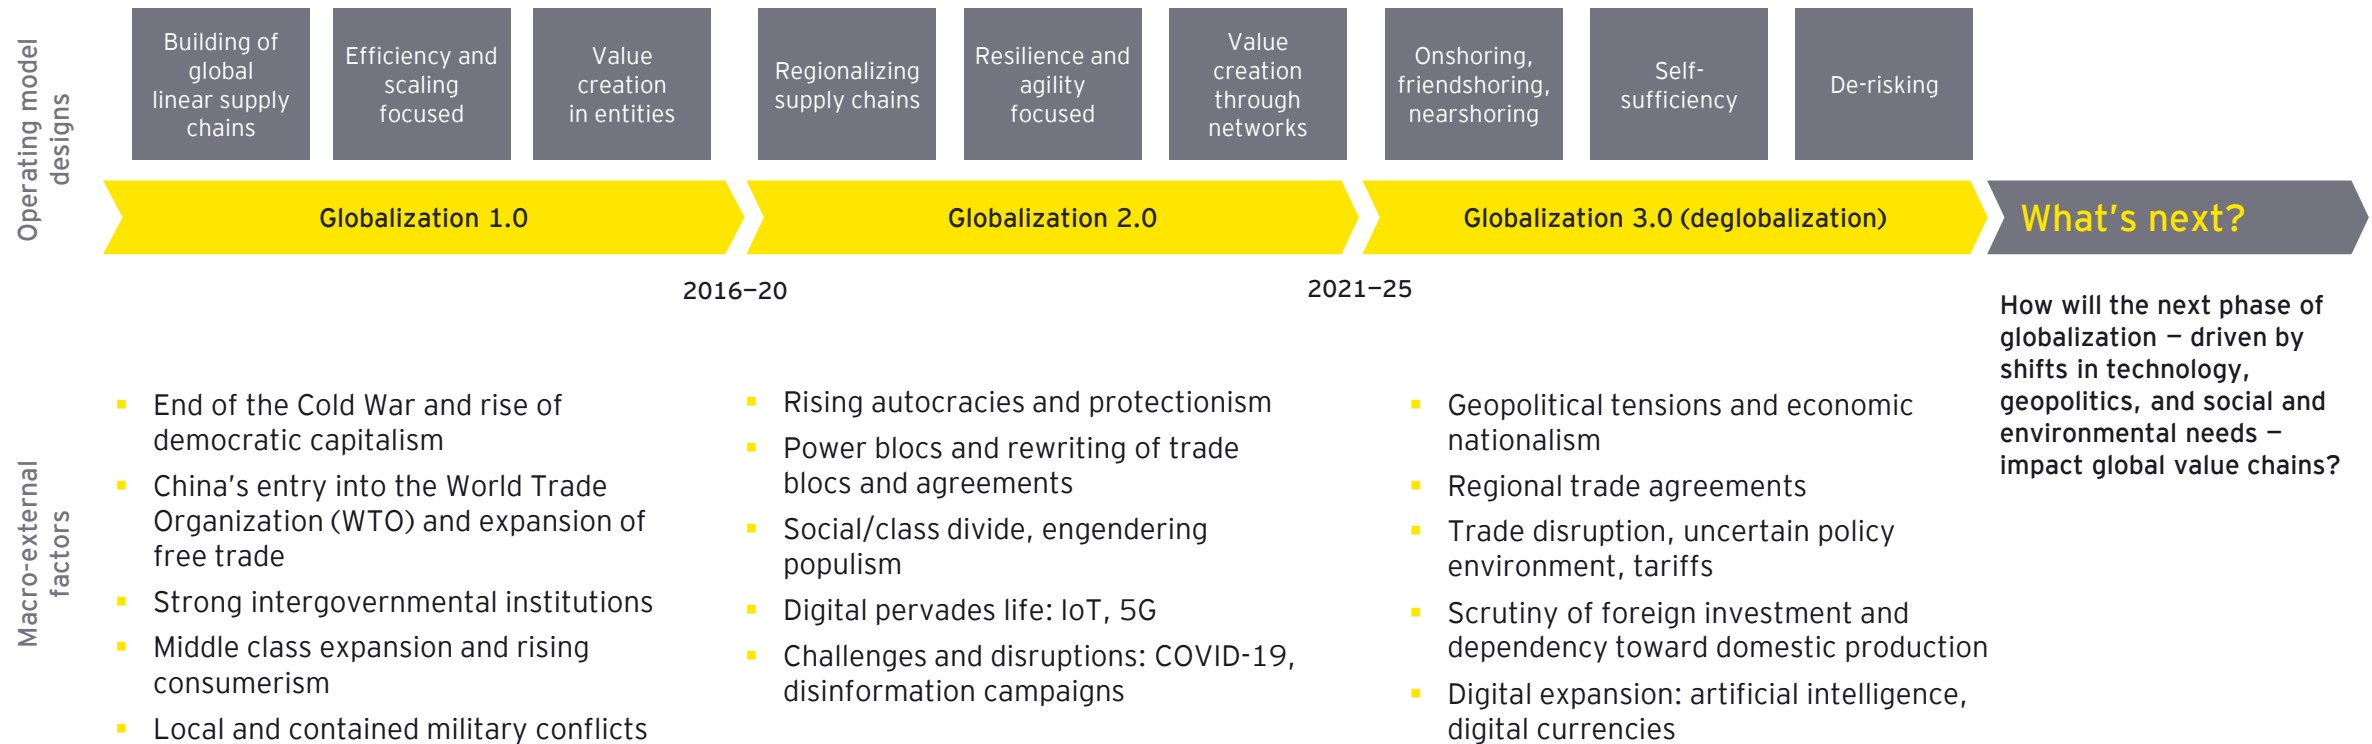 Operating model
designs
Building of
global
linear supply
chains
Efficiency and
scaling
focused
Value
creation
in entities
Regionalizing
supply chains
Resilience and
agility
focused
Value
creation
through
networks
Onshoring,
friendshoring,
nearshoring
Self-
sufficiency
De-risking
Globalization 1.0
Globalization 2.0
Globalization 3.0 (deglobalization)
What's next?
2016–20
2021–25
Macro-external
factors
▪ End of the Cold War and rise of
democratic capitalism
▪ China's entry into the World Trade
Organization (WTO) and expansion of
free trade
▪ Strong intergovernmental institutions
▪ Middle class expansion and rising
consumerism
▪ Local and contained military conflicts
▪ Rising autocracies and protectionism
▪ Power blocs and rewriting of trade
blocs and agreements
▪ Social/class divide, engendering
populism
▪ Digital pervades life: IoT, 5G
▪ Challenges and disruptions: COVID-19,
disinformation campaigns
▪ Geopolitical tensions and economic
nationalism
▪ Regional trade agreements
▪ Trade disruption, uncertain policy
environment, tariffs
▪ Scrutiny of foreign investment and
dependency toward domestic production
▪ Digital expansion: artificial intelligence,
digital currencies
How will the next phase of
globalization — driven by
shifts in technology,
geopolitics, and social and
environmental needs —
impact global value chains?